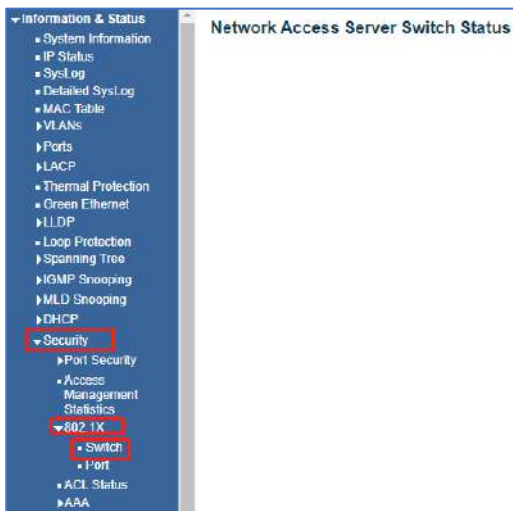 Information & Status
System Information
IP Status
SysLog
Detailed SysLog
MAC Table
VLANs
Ports
LACP
Thermal Protection
Green Ethernet
LLDP
Loop Protection
Spanning Tree
IGMP Snooping
MLD Snooping
DHCP
Security
Port Security
Access
Management
Statistics
802.1X
Switch
Port
ACL Status
AAA
Network Access Server Switch Status